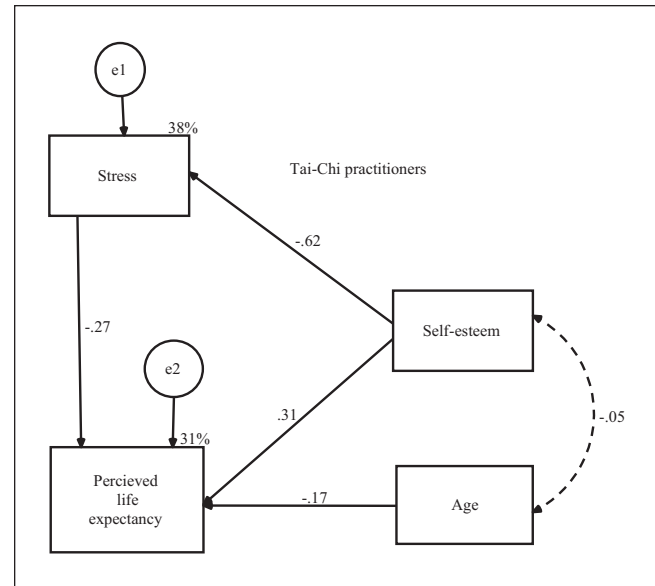 e1
38%
Stress
Tai-Chi practitioners
-.62
Self-esteem
-.27
e2
.31
-.05
31%
Percieved
life
expectancy
-.17
Age